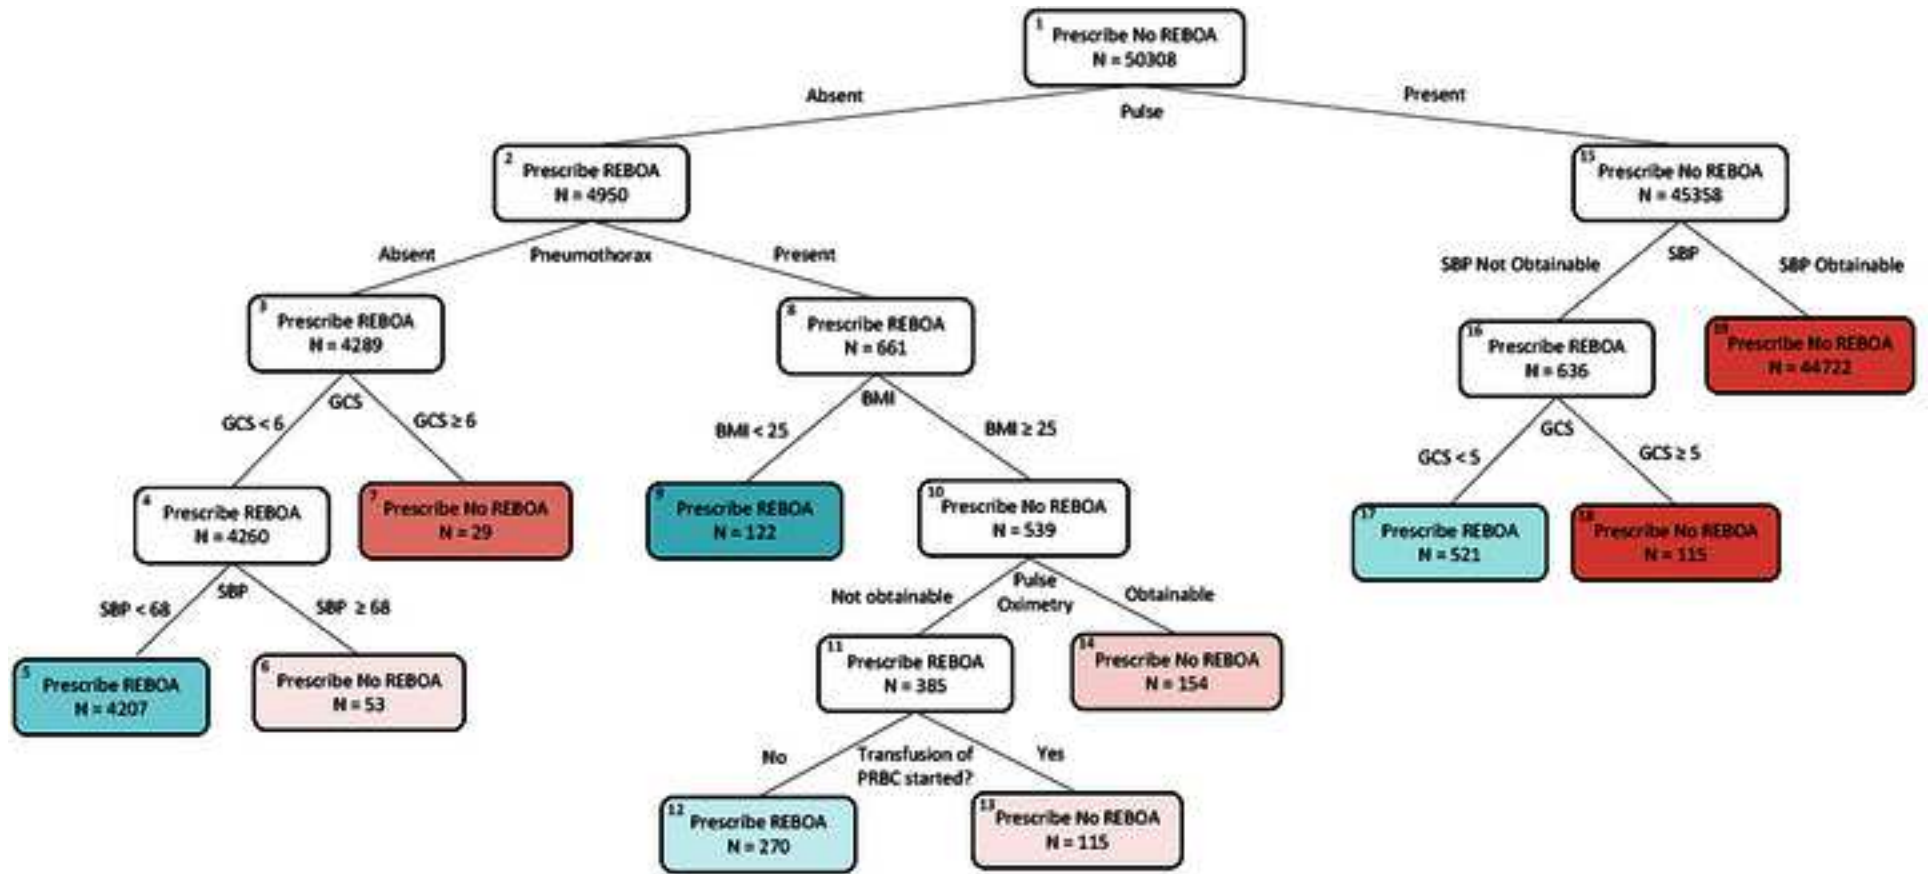 1
Prescribe No REBOA
N = 50308
Absent
Present
Pulse
2
Prescribe REBOA
N = 4950
15
Prescribe No REBOA
N = 45358
Absent
Pneumothorax
Present
SBP Not Obtainable
SBP
SBP Obtainable
3
Prescribe REBOA
N = 4289
8
Prescribe REBOA
N = 661
16
Prescribe REBOA
N = 636
19
Prescribe No REBOA
N = 44722
GCS < 6
GCS
GCS ≥ 6
BMI < 25
BMI
BMI ≥ 25
GCS < 5
GCS
GCS ≥ 5
4
Prescribe REBOA
N = 4260
7
Prescribe No REBOA
N = 29
9
Prescribe REBOA
N = 122
10
Prescribe No REBOA
N = 539
17
Prescribe REBOA
N = 521
18
Prescribe No REBOA
N = 115
SBP < 68
SBP
SBP ≥ 68
Not obtainable
Pulse
Oximetry
Obtainable
5
Prescribe REBOA
N = 4207
6
Prescribe No REBOA
N = 53
11
Prescribe REBOA
N = 385
14
Prescribe No REBOA
N = 154
No
Transfusion of
PRBC started?
Yes
12
Prescribe REBOA
N = 270
13
Prescribe No REBOA
N = 115